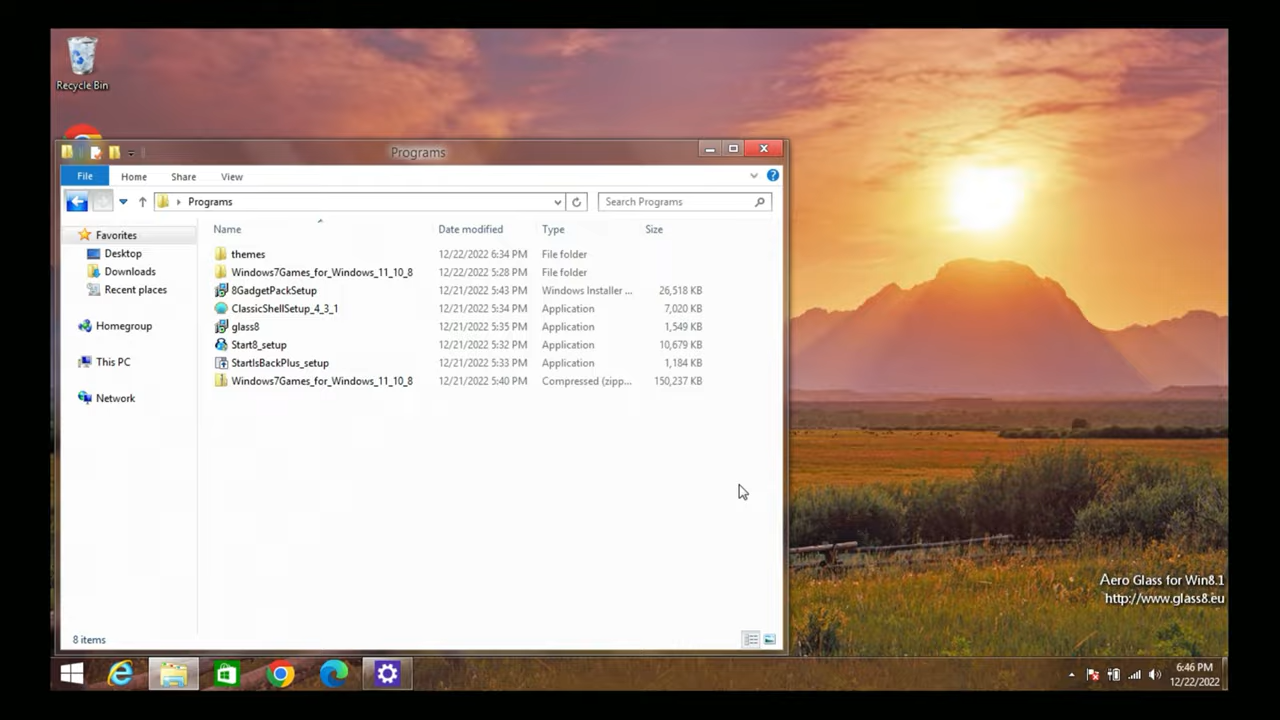 Recycle Bin
Programs
File Home Share View
Programs
Search Programs
Name Date modified Type Size
Favorites
Desktop
Downloads
Recent places
Homegroup
This PC
Network
themes 12/22/2022 6:34 PM File folder
Windows7Games_for_Windows_11_10_8 12/22/2022 5:28 PM File folder
8GadgetPackSetup 12/21/2022 5:43 PM Windows Installer ... 26,518 KB
ClassicShellSetup_4_3_1 12/21/2022 5:34 PM Application 7,020 KB
glass8 12/21/2022 5:35 PM Application 1,549 KB
Start8_setup 12/21/2022 5:32 PM Application 10,679 KB
StartIsBackPlus_setup 12/21/2022 5:33 PM Application 1,184 KB
Windows7Games_for_Windows_11_10_8 12/21/2022 5:40 PM Compressed (zipp... 150,237 KB
8 items
Aero Glass for Win8.1
http://www.glass8.eu
6:46 PM
12/22/2022